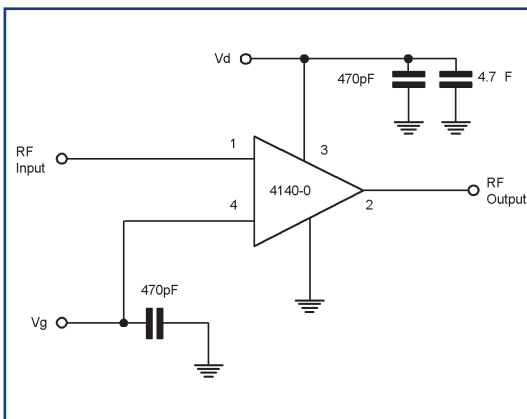 Vd
470pF
4.7 F
1
3
RF
Input
4140-0
RF
Output
4
2
470pF
Vg